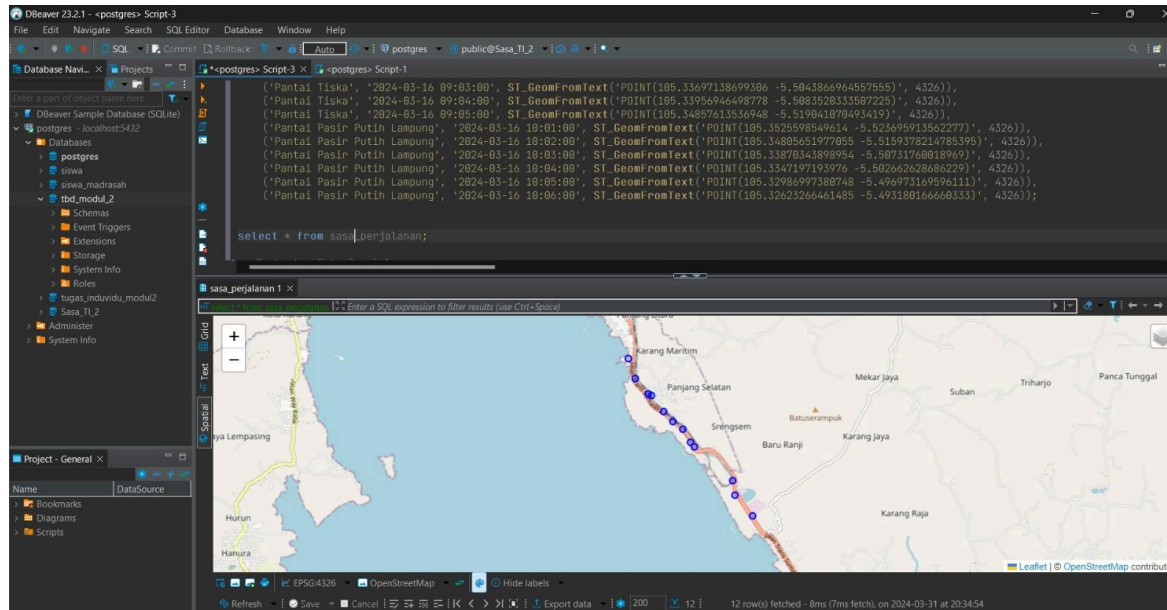 DBeaver 23.2.1 - <postgres> Script-3
File Edit Navigate Search SQL Editor Database Window Help
SQL Commit Rollback Auto postgres public@Sasa_TI_2
Database Navi... Projects
*<postgres> Script-3 <postgres> Script-1
Enter a part of object name here
DBeaver Sample Database (SQLite)
postgres - localhost:5432
Databases
postgres
siswa
siswa_madrasah
tbd_modul_2
Schemas
Event Triggers
Extensions
Storage
System Info
Roles
tugas_induvidu_modul2
Sasa_TI_2
Administer
System Info
('Pantai Tiska', '2024-03-16 09:03:00', ST_GeomFromText('POINT(105.33697138699306 -5.5043866964557555)', 4326)),
('Pantai Tiska', '2024-03-16 09:04:00', ST_GeomFromText('POINT(105.33956944698778 -5.5083520333507225)', 4326)),
('Pantai Tiska', '2024-03-16 09:05:00', ST_GeomFromText('POINT(105.34857613536948 -5.519041070493419)', 4326)),
('Pantai Pasir Putih Lampung', '2024-03-16 10:01:00', ST_GeomFromText('POINT(105.3525598549614 -5.523695913562277)', 4326)),
('Pantai Pasir Putih Lampung', '2024-03-16 10:02:00', ST_GeomFromText('POINT(105.34805651977055 -5.5159378214785395)', 4326)),
('Pantai Pasir Putih Lampung', '2024-03-16 10:03:00', ST_GeomFromText('POINT(105.33870343898954 -5.50731760018969)', 4326)),
('Pantai Pasir Putih Lampung', '2024-03-16 10:04:00', ST_GeomFromText('POINT(105.3347197193976 -5.502662628686229)', 4326)),
('Pantai Pasir Putih Lampung', '2024-03-16 10:05:00', ST_GeomFromText('POINT(105.32986997380748 -5.496973169596111)', 4326)),
('Pantai Pasir Putih Lampung', '2024-03-16 10:06:00', ST_GeomFromText('POINT(105.32623266461485 -5.493180166660333)', 4326));
select * from sasa_perjalanan;
sasa_perjalanan 1
select * from sasa_perjalanan Enter a SQL expression to filter results (use Ctrl+Space)
Grid
Text
Spatial
+
−
Karang Maritim
Panjang Selatan
Mekar Jaya
Suban
Triharjo
Panca Tunggal
Batuserampuk
Srengsem
Baru Ranji
Karang Jaya
aya Lempasing
Karang Raja
Hurun
Hanura
Leaflet | © OpenStreetMap contribut
Project - General
Name DataSource
Bookmarks
Diagrams
Scripts
EPSG:4326 OpenStreetMap Hide labels
Refresh Save Cancel Export data 200 12 12 row(s) fetched - 8ms (7ms fetch), on 2024-03-31 at 20:34:54